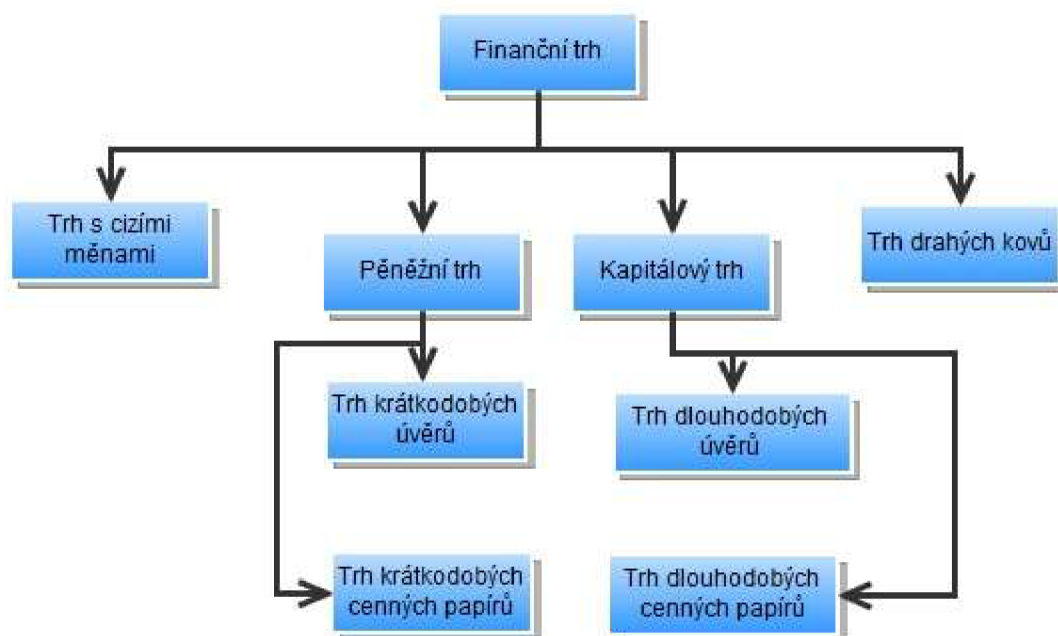 Finanční trh
Trh s cizími
měnami
Pěněžní trh
Kapitálový trh
Trh drahých kovů
Trh krátkodobých
úvěrů
Trh dlouhodobých
úvěrů
Trh krátkodobých
cenných papírů
Trh dlouhodobých
cenných papírů